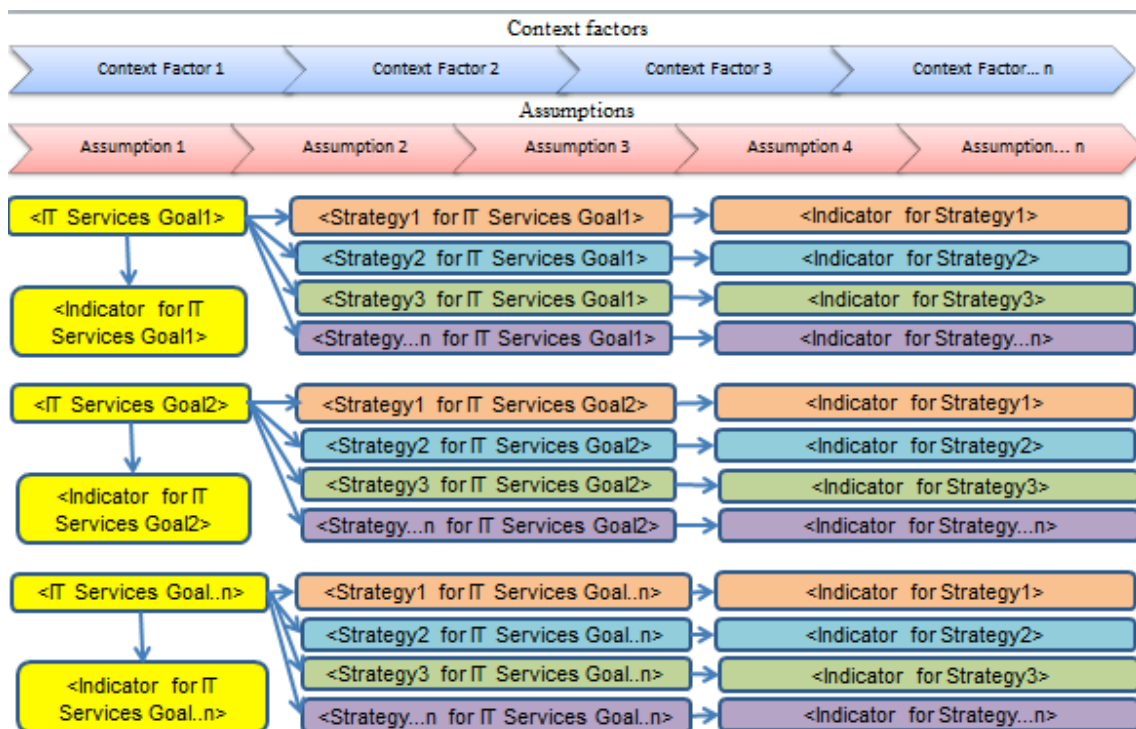 Context factors
Context Factor 1
Context Factor 2
Context Factor 3
Context Factor... n
Assumptions
Assumption 1
Assumption 2
Assumption 3
Assumption 4
Assumption... n
<IT Services Goal1>
<Strategy1 for IT Services Goal1>
<Indicator for Strategy1>
<Strategy2 for IT Services Goal1>
<Indicator for Strategy2>
<Indicator for IT
Services Goal1>
<Strategy3 for IT Services Goal1>
<Indicator for Strategy3>
<Strategy...n for IT Services Goal1>
<Indicator for Strategy...n>
<IT Services Goal2>
<Strategy1 for IT Services Goal2>
<Indicator for Strategy1>
<Strategy2 for IT Services Goal2>
<Indicator for Strategy2>
<Indicator for IT
Services Goal2>
<Strategy3 for IT Services Goal2>
<Indicator for Strategy3>
<Strategy...n for IT Services Goal2>
<Indicator for Strategy...n>
<IT Services Goal..n>
<Strategy1 for IT Services Goal..n>
<Indicator for Strategy1>
<Strategy2 for IT Services Goal..n>
<Indicator for Strategy2>
<Indicator for IT
Services Goal..n>
<Strategy3 for IT Services Goal..n>
<Indicator for Strategy3>
<Strategy...n for IT Services Goal..n>
<Indicator for Strategy...n>